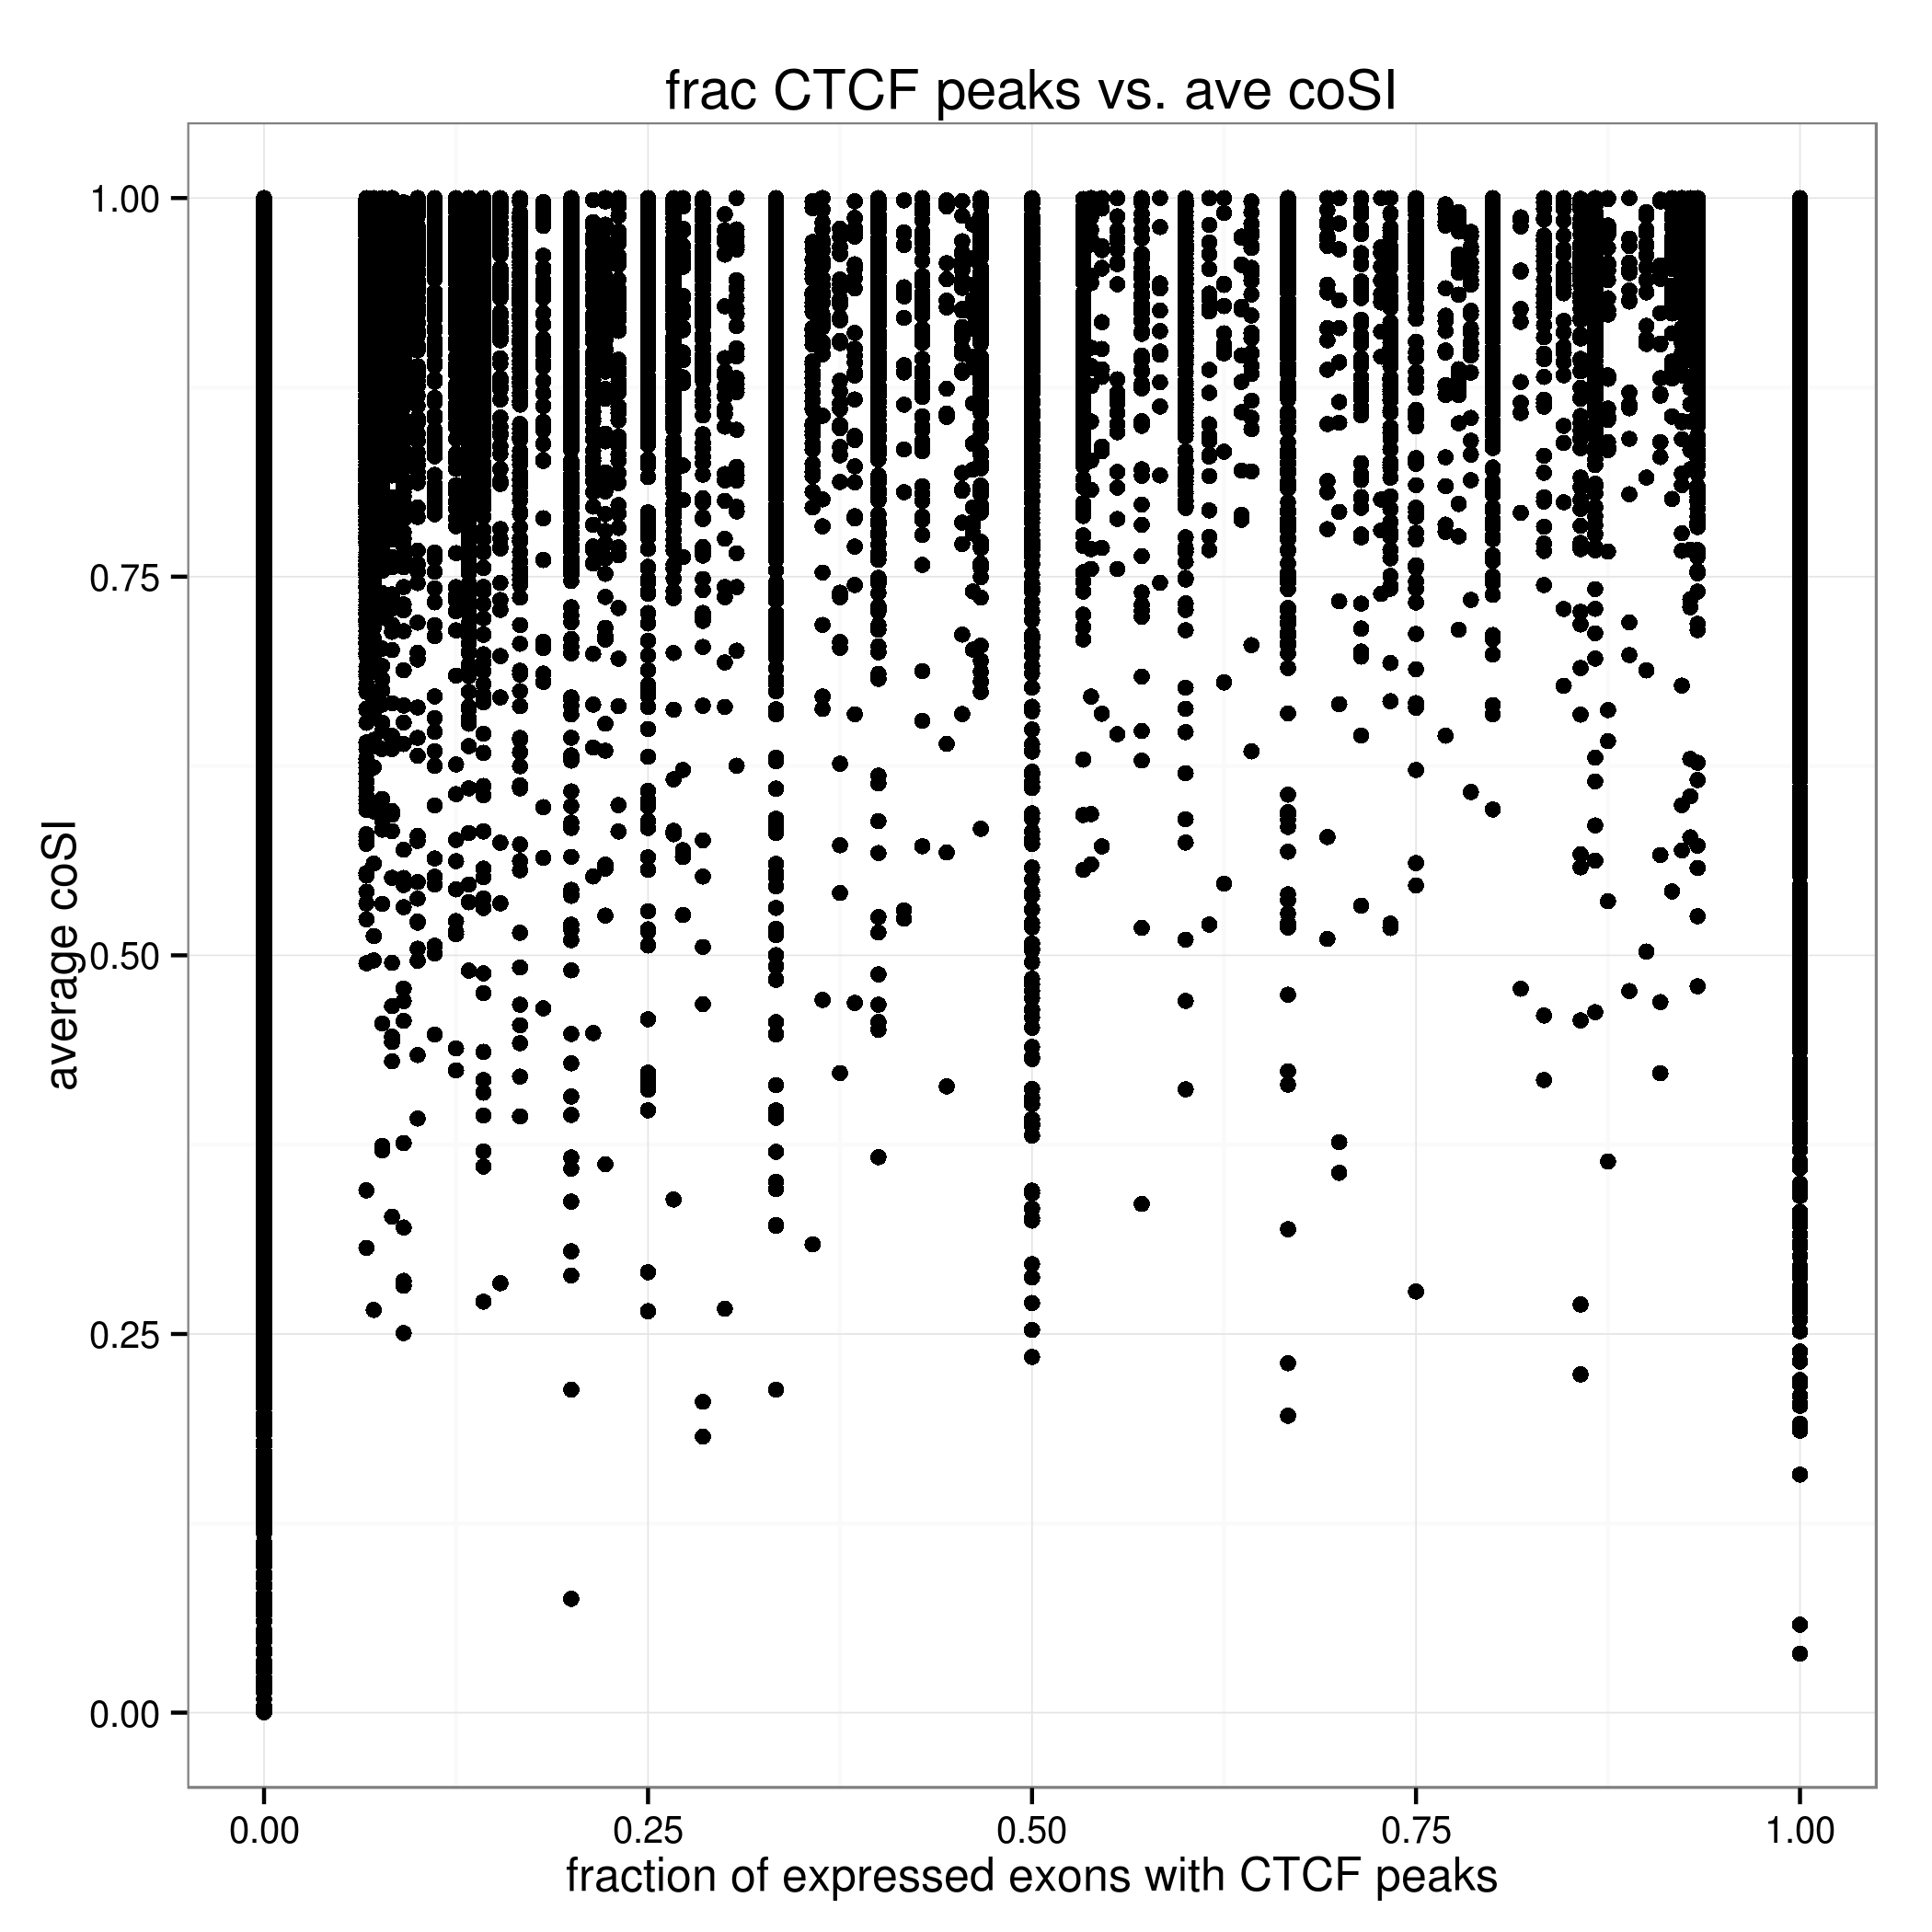 frac CTCF peaks vs. ave coSI
average coSI
1.00
0.75
0.50
0.25
0.00
0.00 0.25 0.50 0.75 1.00
fraction of expressed exons with CTCF peaks